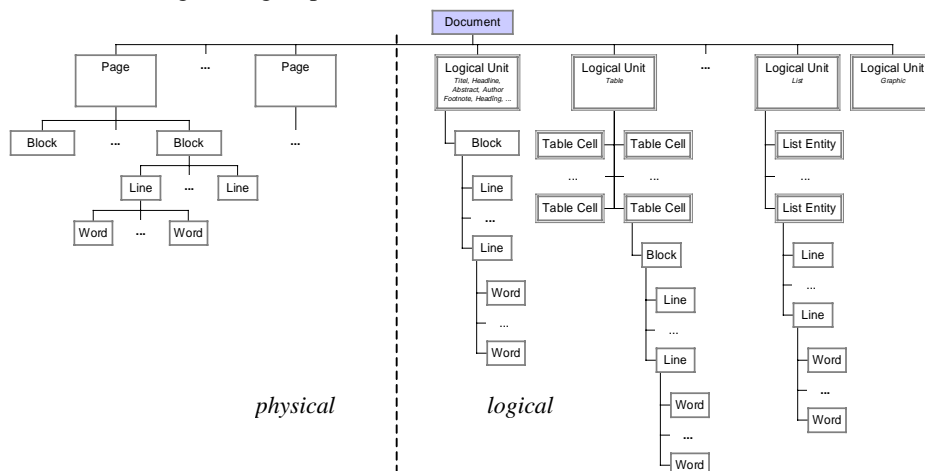 Document
Page
...
Page
Logical Unit
Titel, Headline,
Abstract, Author
Footnote, Heading, ...
Logical Unit
Table
...
Logical Unit
List
Logical Unit
Graphic
Block
...
Block
...
Block
Table Cell
Table Cell
List Entity
Line
...
Line
Line
...
...
...
Word
...
Word
...
Table Cell
Table Cell
List Entity
Line
Block
Line
Word
Line
...
...
...
Line
Word
Line
Word
physical
logical
Word
...
...
Word
Word